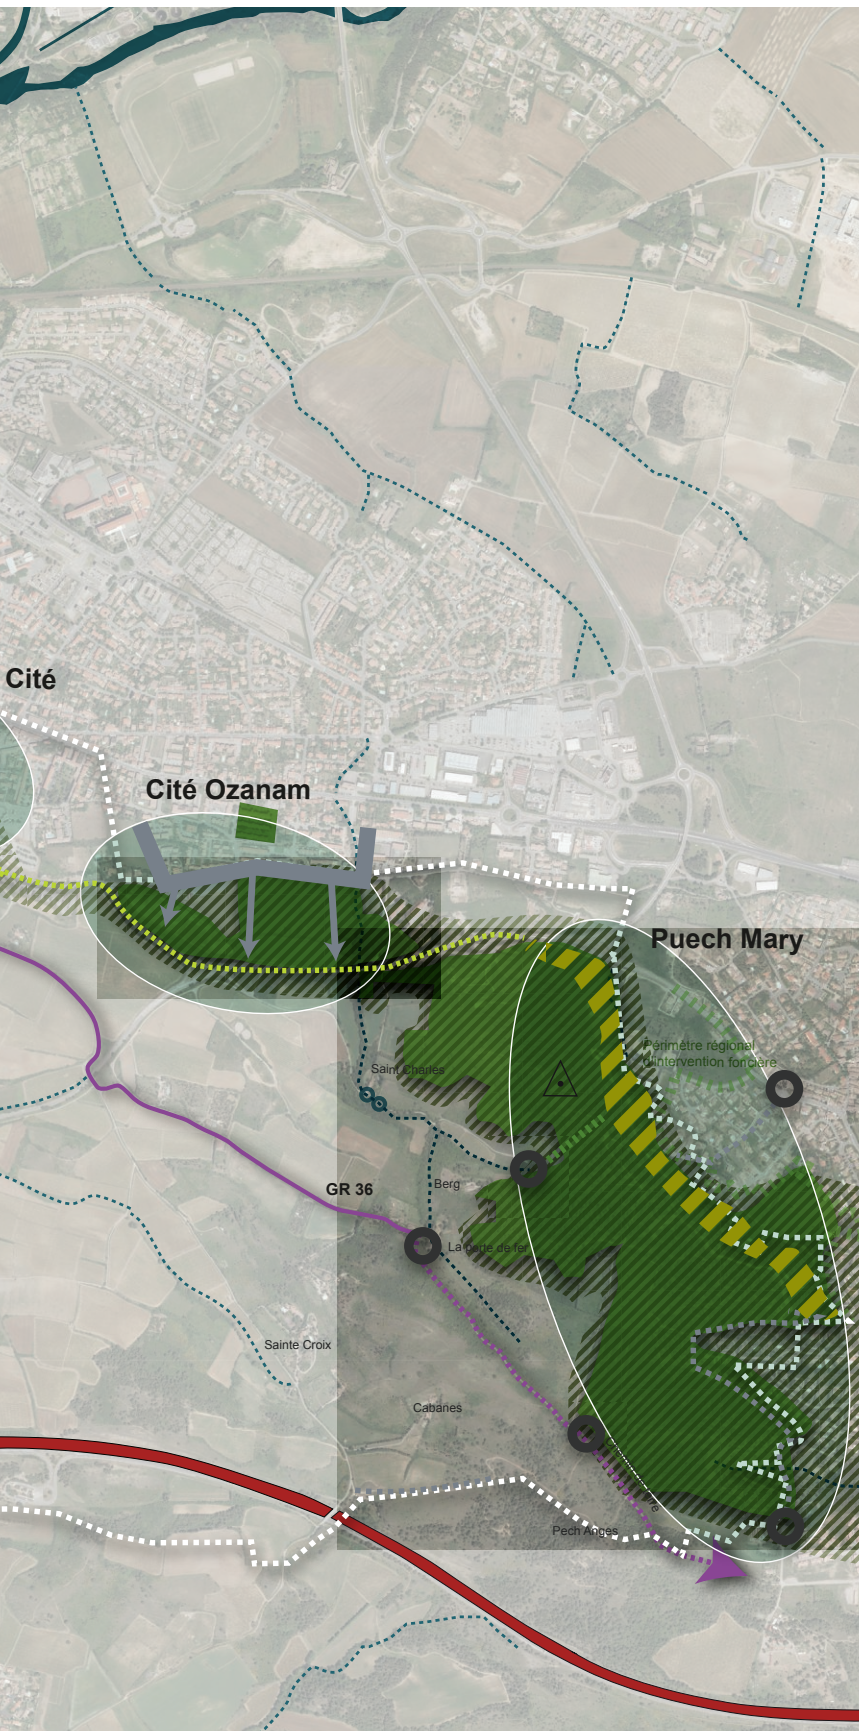 Cité
Cité Ozanam
Puech Mary
Périmètre régional
d'intervention foncière
Saint Charles
Berg
GR 36
La porte de fer
Sainte Croix
Cabanes
Pech Anges